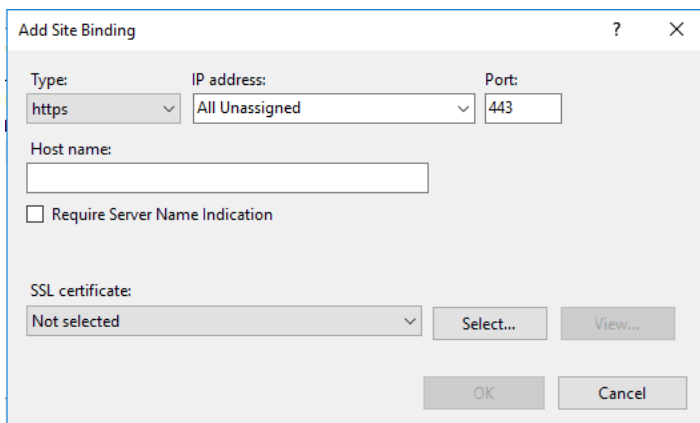 Add Site Binding ?
Type: IP address: Port:
https All Unassigned 443
Host name:
Require Server Name Indication
SSL certificate:
Not selected Select... View...
OK Cancel